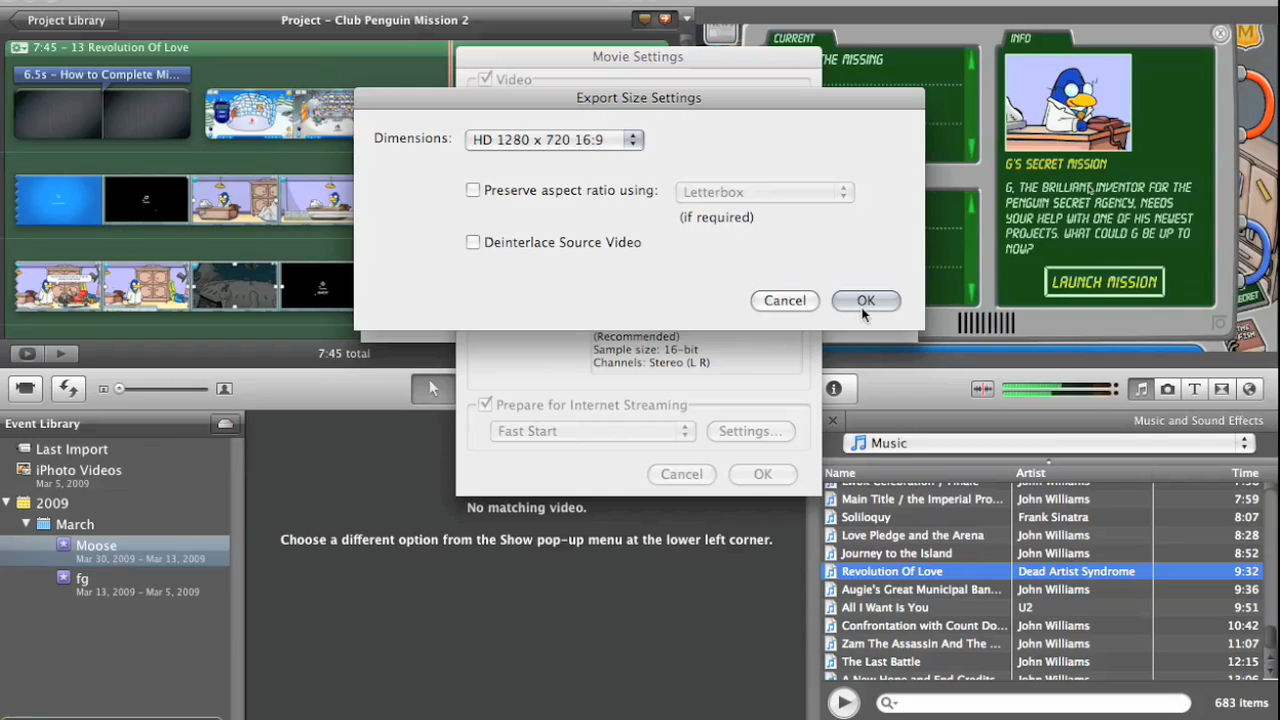 Project Library
Project - Club Penguin Mission 2
7:45 - 13 Revolution Of Love
6.5s - How to Complete Mi...
Movie Settings
Video
Export Size Settings
Dimensions:
HD 1280 x 720 16:9
Preserve aspect ratio using:
Letterbox
(if required)
Deinterlace Source Video
Cancel
OK
CURRENT
THE MISSING
INFO
G'S SECRET MISSION
G, THE BRILLIANT INVENTOR FOR THE
PENGUIN SECRET AGENCY, NEEDS
YOUR HELP WITH ONE OF HIS NEWEST
PROJECTS. WHAT COULD G BE UP TO
NOW?
LAUNCH MISSION
(Recommended)
Sample size: 16-bit
Channels: Stereo (L R)
7:45 total
Prepare for Internet Streaming
Fast Start
Settings...
Cancel
OK
Event Library
Last Import
iPhoto Videos
Mar 5, 2009
2009
March
Moose
Mar 30, 2009 - Mar 13, 2009
fg
Mar 13, 2009 - Mar 5, 2009
No matching video.
Choose a different option from the Show pop-up menu at the lower left corner.
Music and Sound Effects
Music
Name Artist Time
Main Title / the Imperial Pro... John Williams 7:59
Soliloquy Frank Sinatra 8:07
Love Pledge and the Arena John Williams 8:28
Journey to the Island John Williams 8:52
Revolution Of Love Dead Artist Syndrome 9:32
Augie's Great Municipal Ban... John Williams 9:36
All I Want Is You U2 9:51
Confrontation with Count Do... John Williams 10:42
Zam The Assassin And The ... John Williams 11:07
The Last Battle John Williams 12:15
A New Hope and End Credits John Williams 13:06
683 items